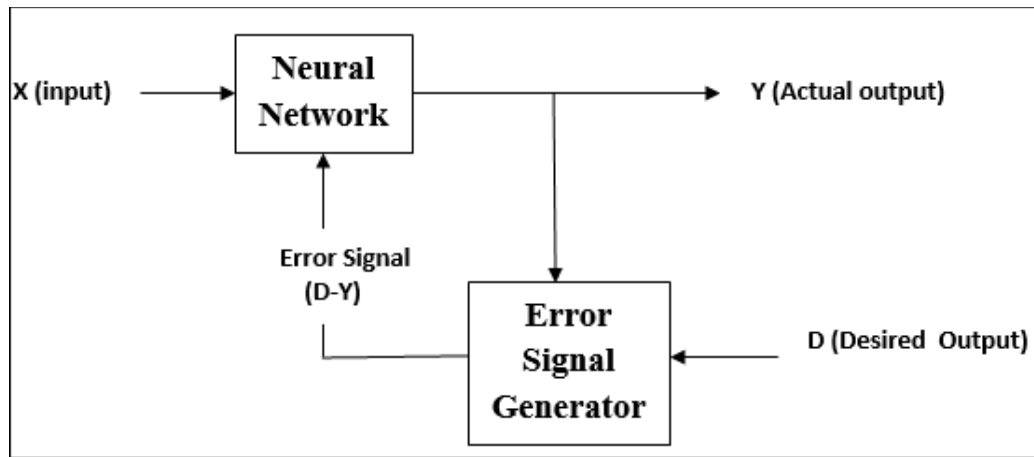 Neural
Network
X (input)
Y (Actual output)
Error Signal
(D-Y)
Error
Signal
Generator
D (Desired Output)